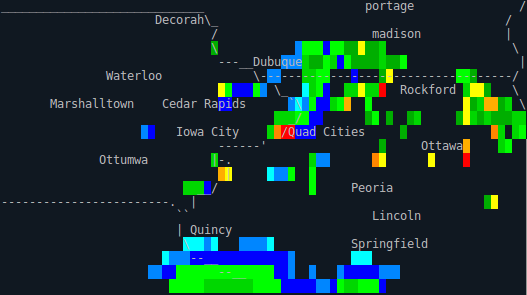 portage
Decorah
madison
Dubuque
Waterloo
Rockford
Marshalltown Cedar Rapids
Iowa City Quad Cities
Ottawa
Ottumwa
Peoria
Lincoln
Quincy
Springfield